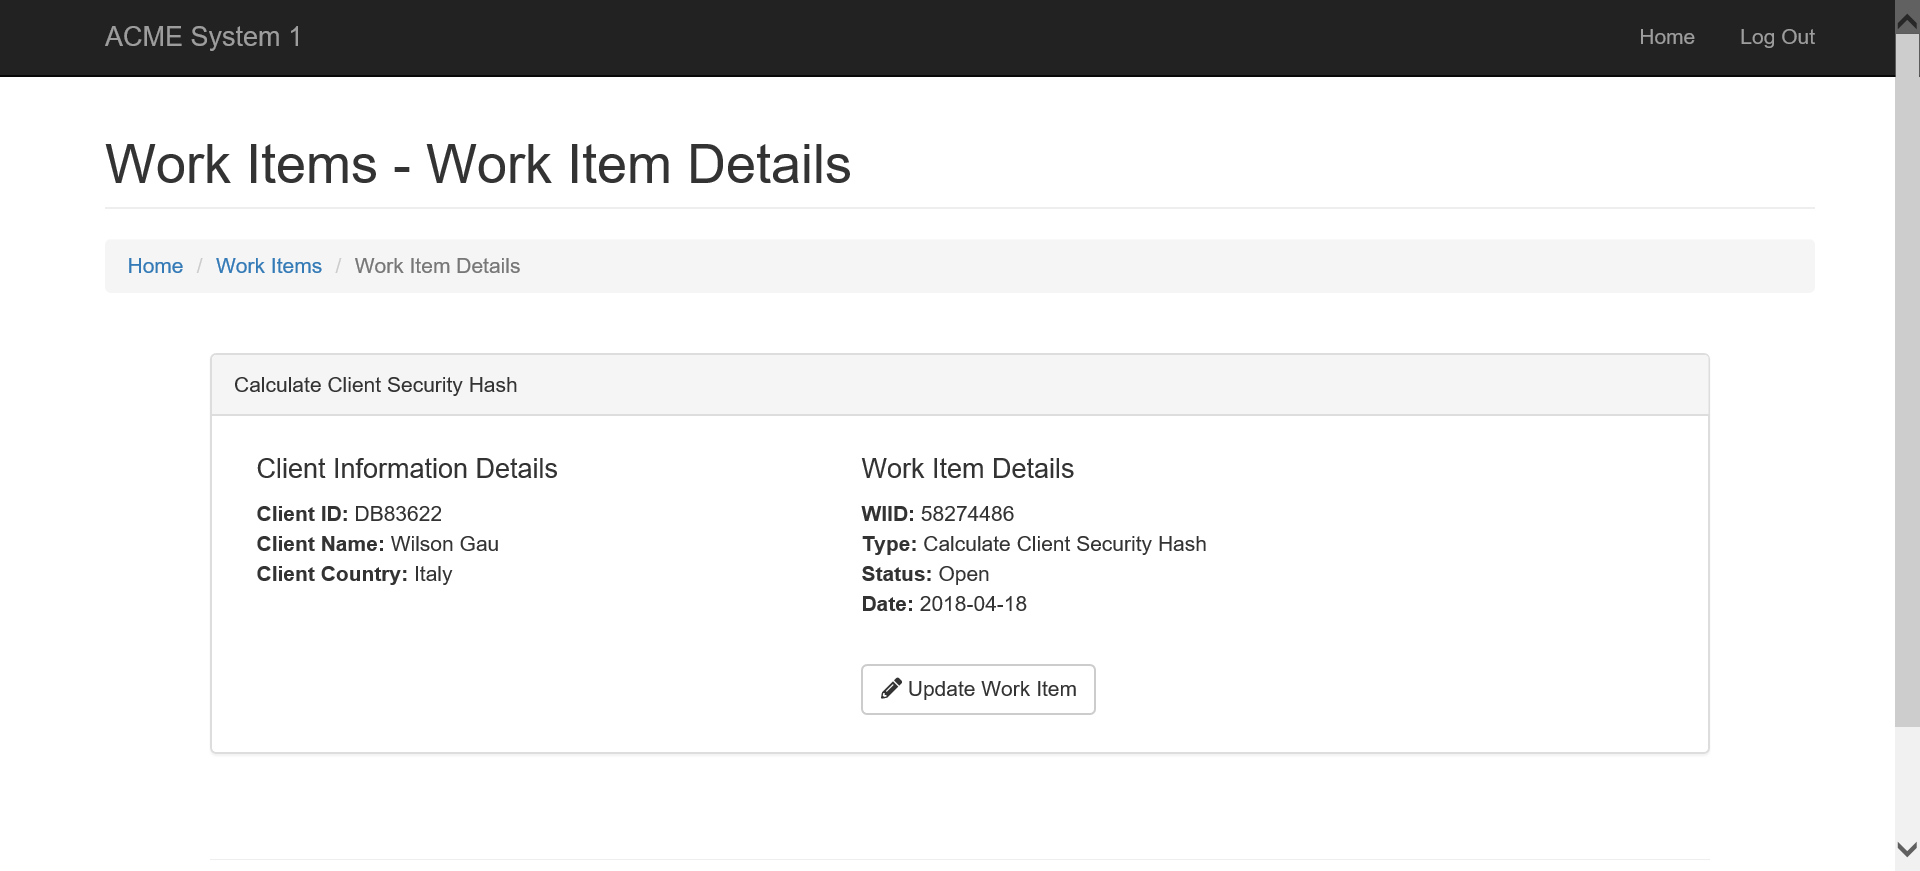 ACME System 1
Home
Log Out
Work Items - Work Item Details
Home / Work Items / Work Item Details
Calculate Client Security Hash
Client Information Details
Client ID: DB83622
Client Name: Wilson Gau
Client Country: Italy
Work Item Details
WIID: 58274486
Type: Calculate Client Security Hash
Status: Open
Date: 2018-04-18
Update Work Item